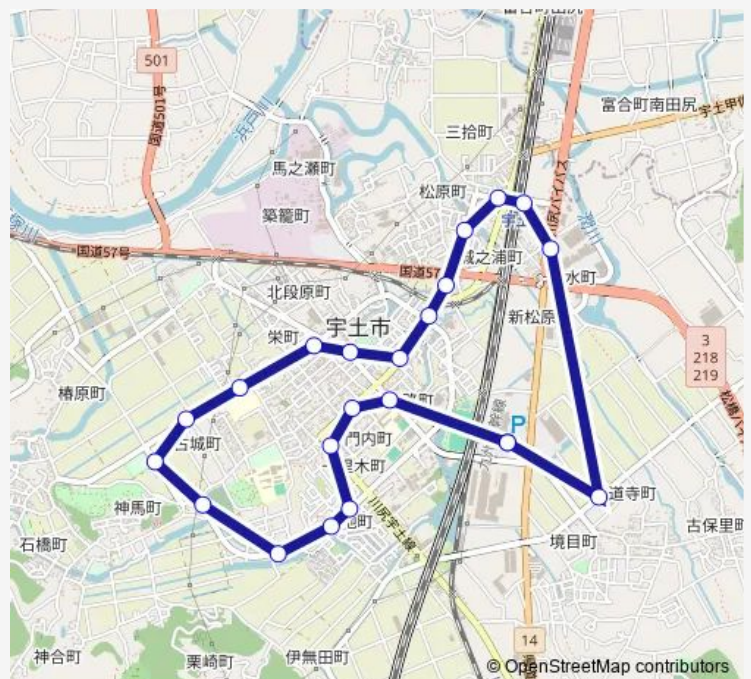 501
国道501号
浜戸川
富合町南田尻
三拾町
馬之瀬町
松原町
築籠町
国道57号
城之浦町
国道57
水町
北段原町
宇土市
新松原
栄町
3
218
219
椿原町
P
門内町
古城町
道寺町
神馬町
川尻宇土線
古保里町
石橋町
境目町
14
神合町
栗崎町
伊無田町
© OpenStreetMap contributors